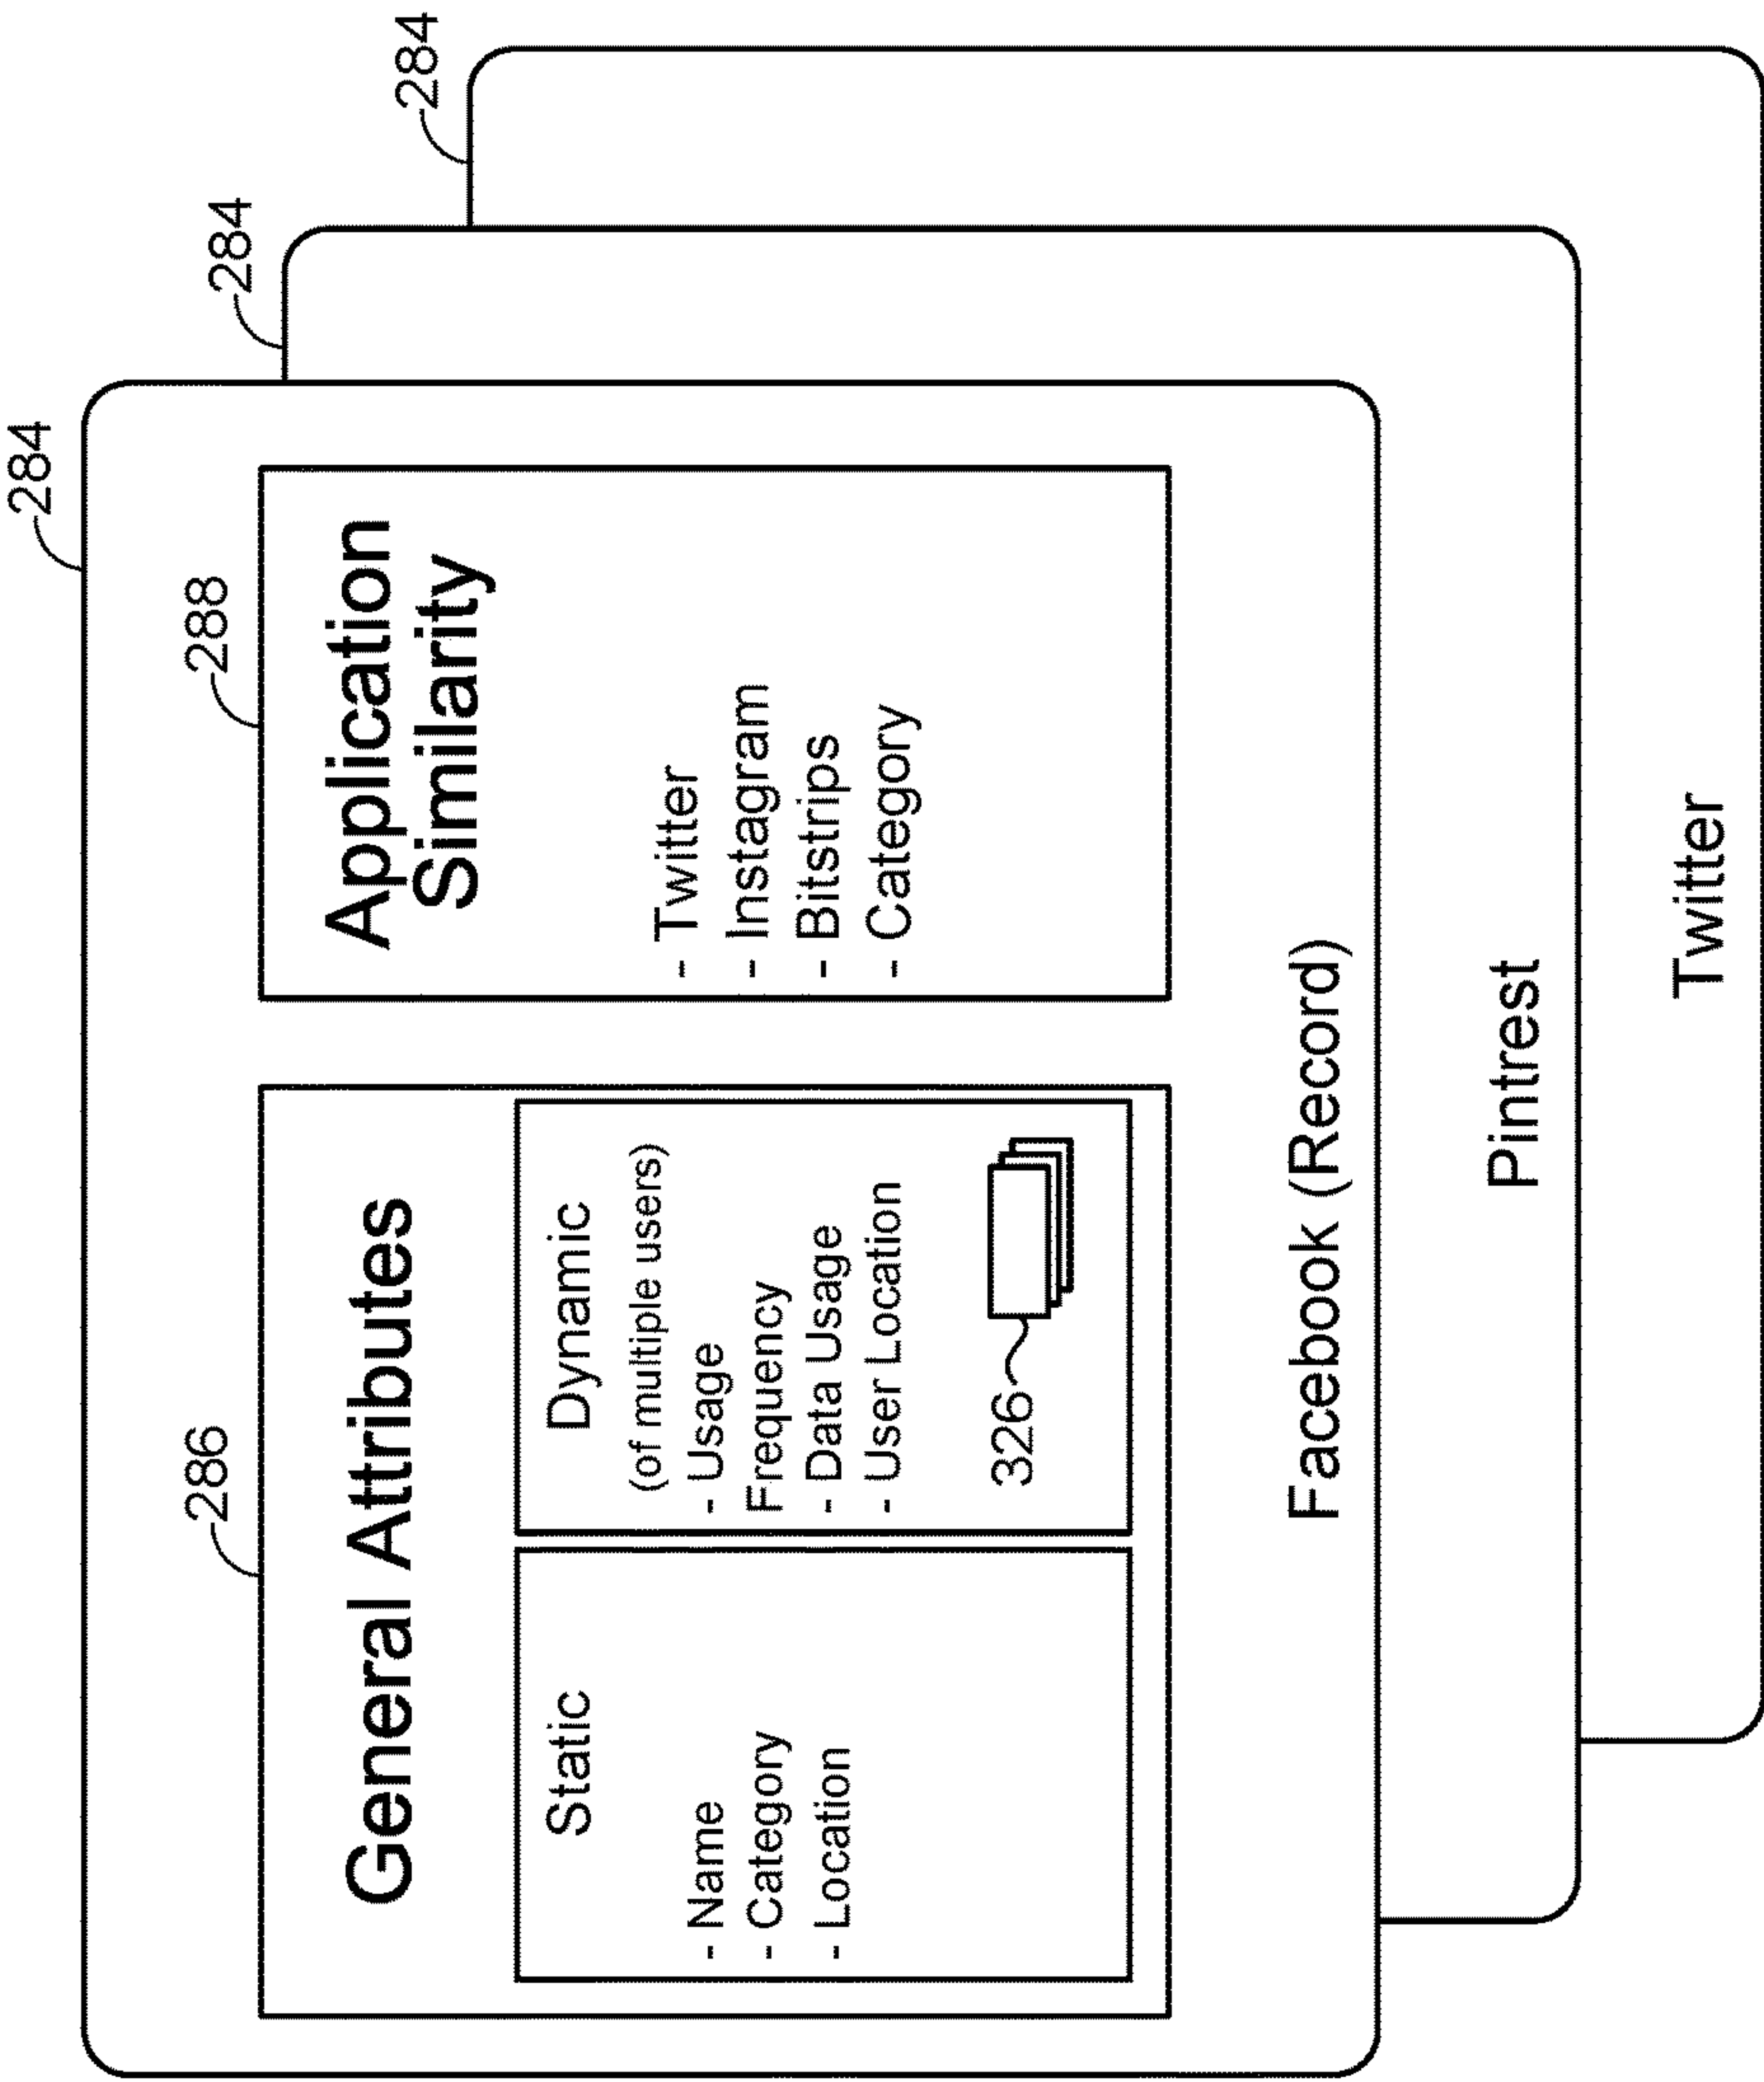 284
284
284
286
General Attributes
Static
- Name
- Category
- Location
Dynamic
(of multiple users)
- Usage
Frequency
- Data Usage
- User Location
326
288
Application
Similarity
- Twitter
- Instagram
- Bitstrips
- Category
Facebook (Record)
Pintrest
Twitter